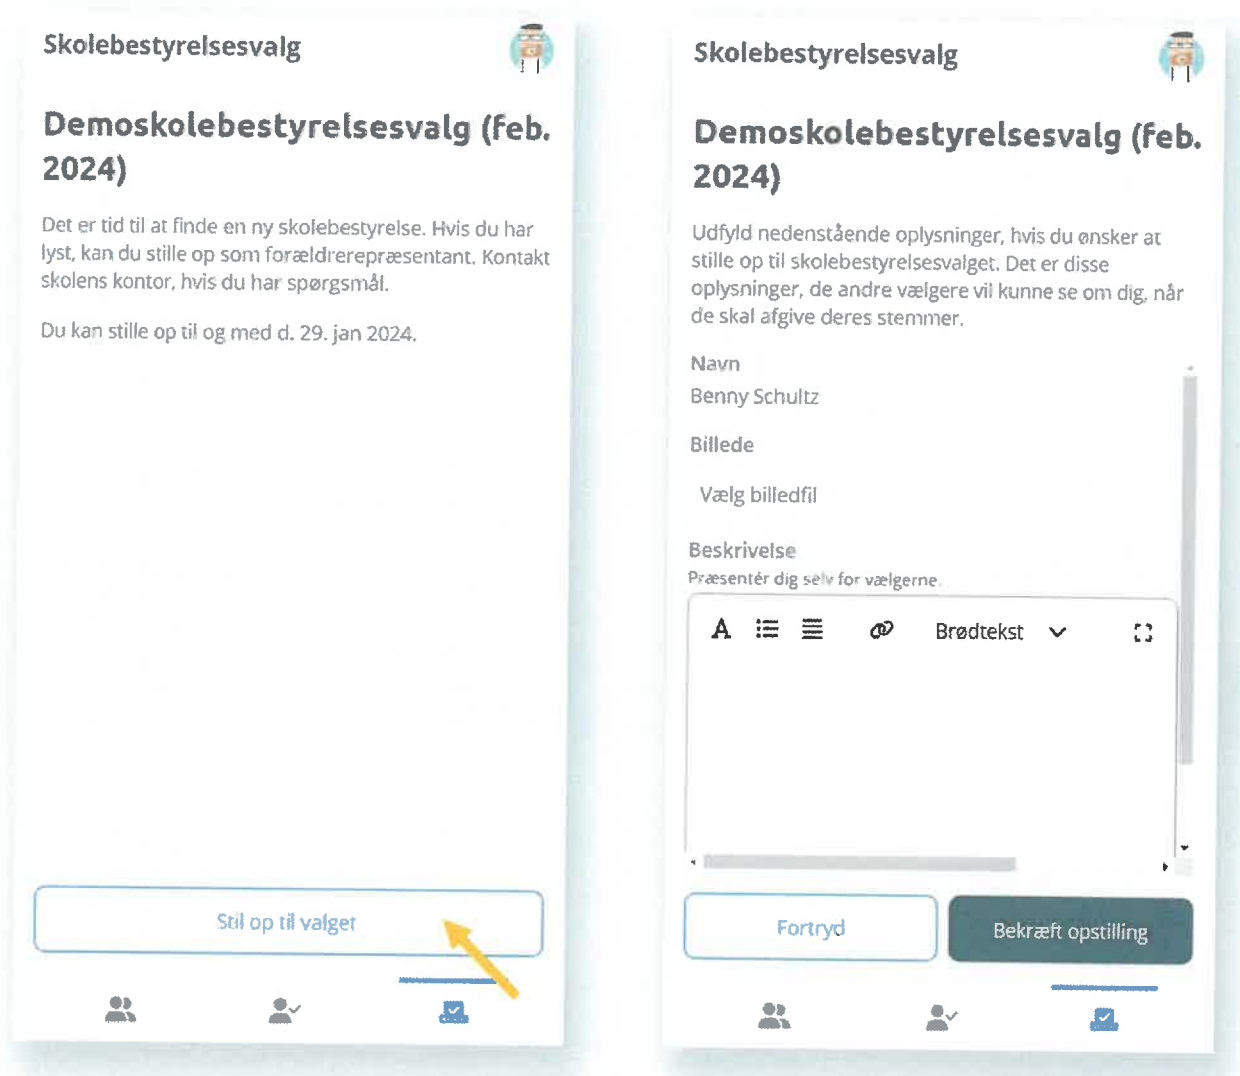 Skolebestyrelsesvalg
Demoskolebestyrelsesvalg (feb.
2024)
Det er tid til at finde en ny skolebestyrelse. Hvis du har
lyst, kan du stille op som forældrerepræsentant. Kontakt
skolens kontor, hvis du har spørgsmål.
Du kan stille op til og med d. 29. jan 2024.
Stil op til valget
Skolebestyrelsesvalg
Demoskolebestyrelsesvalg (feb.
2024)
Udfyld nedenstående oplysninger, hvis du ønsker at
stille op til skolebestyrelsesvalget. Det er disse
oplysninger, de andre vælgere vil kunne se om dig, når
de skal afgive deres stemmer.
Navn
Benny Schultz
Billede
Vælg billedfil
Beskrivelse
Præsentér dig selv for vælgerne.
A Brødtekst
Fortryd
Bekræft opstilling